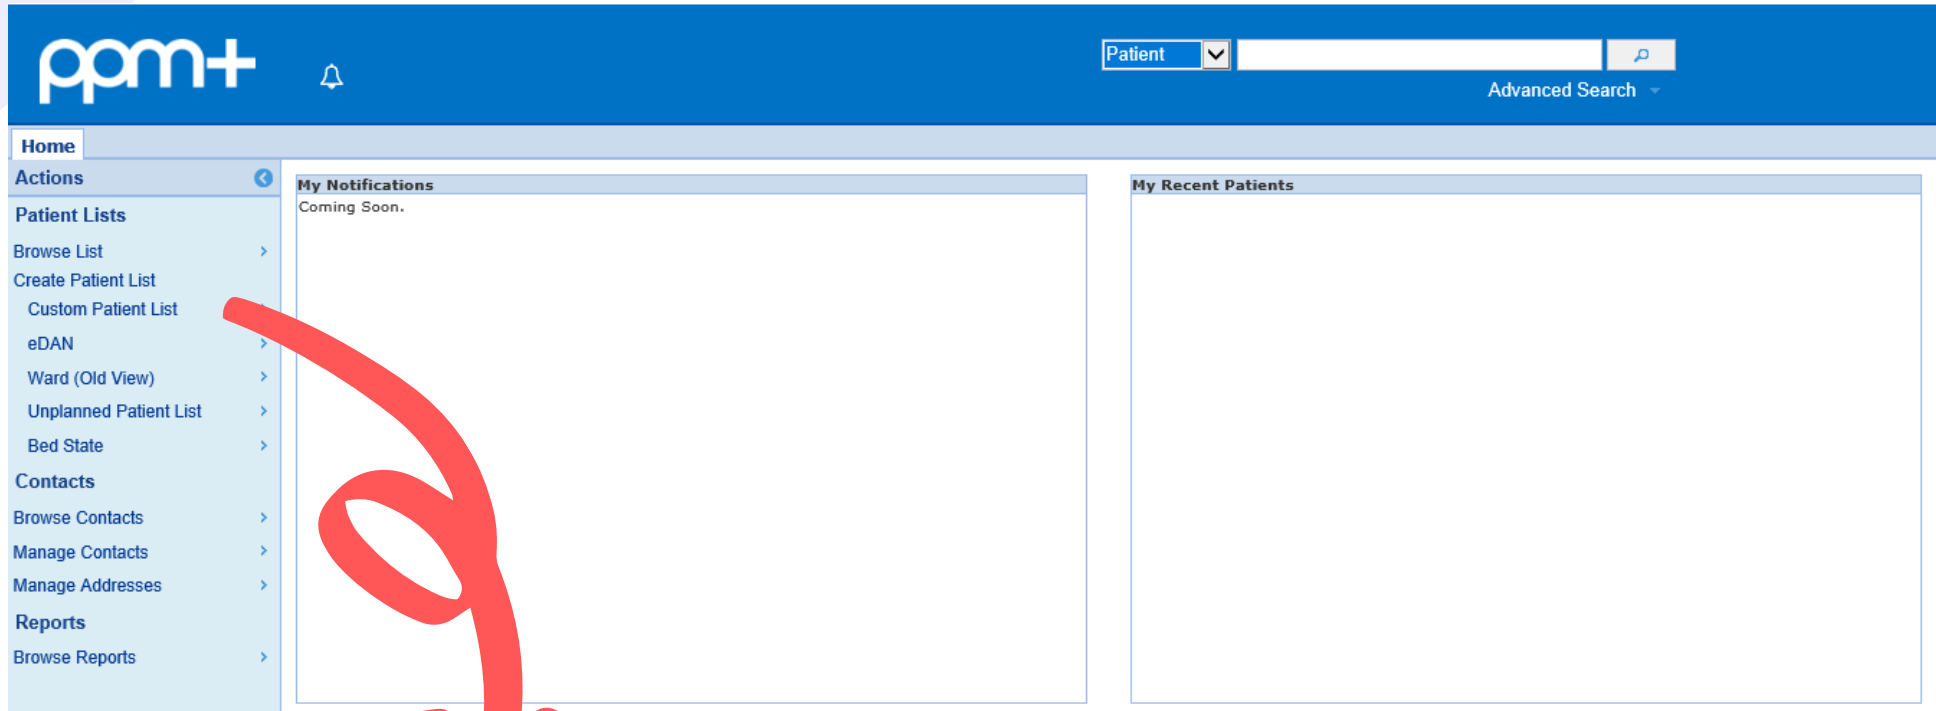 ppm+
Patient
Advanced Search
Home
Actions
Patient Lists
Browse List
Create Patient List
Custom Patient List
eDAN
Ward (Old View)
Unplanned Patient List
Bed State
Contacts
Browse Contacts
Manage Contacts
Manage Addresses
Reports
Browse Reports
My Notifications
Coming Soon.
My Recent Patients